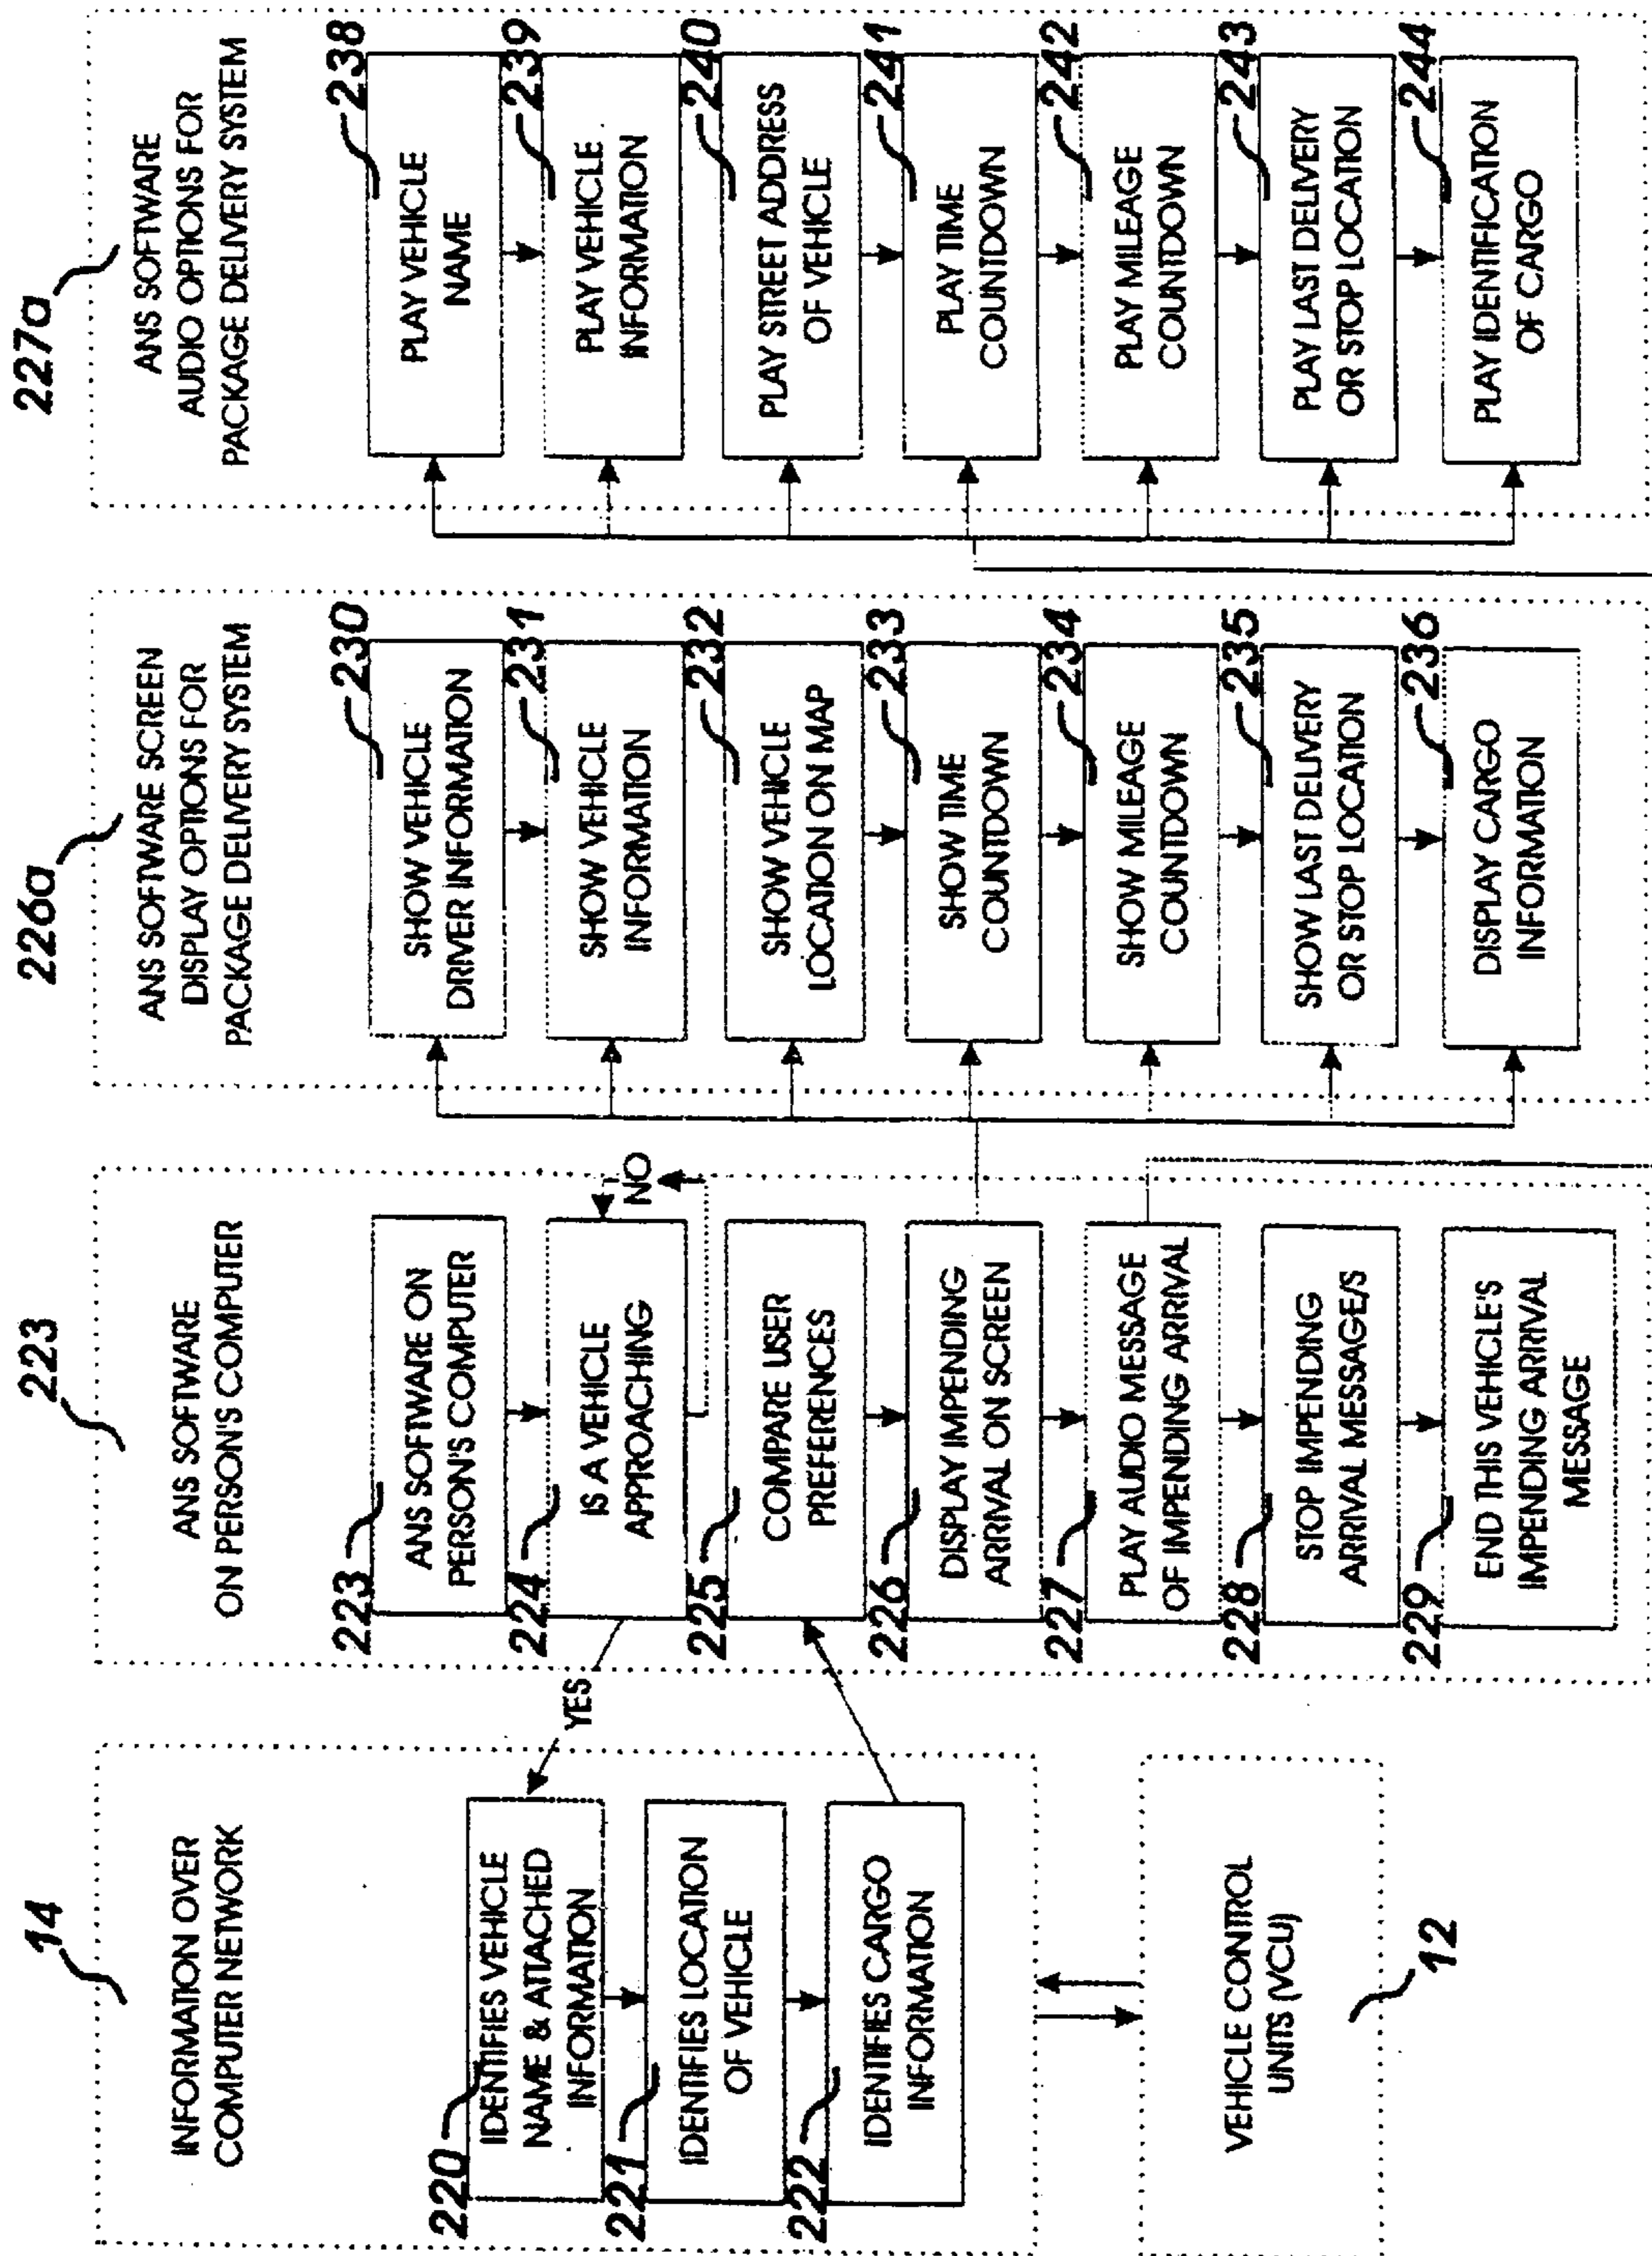 14
INFORMATION OVER
COMPUTER NETWORK
220
IDENTIFIES VEHICLE
NAME & ATTACHED
INFORMATION
221
IDENTIFIES LOCATION
OF VEHICLE
222
IDENTIFIES CARGO
INFORMATION
VEHICLE CONTROL
UNITS (VCU)
12
YES
223
ANS SOFTWARE
ON PERSON'S COMPUTER
223
ANS SOFTWARE ON
PERSON'S COMPUTER
224
IS A VEHICLE
APPROACHING
NO
225
COMPARE USER
PREFERENCES
226
DISPLAY IMPENDING
ARRIVAL ON SCREEN
227
PLAY AUDIO MESSAGE
OF IMPENDING ARRIVAL
228
STOP IMPENDING
ARRIVAL MESSAGE/S
229
END THIS VEHICLE'S
IMPENDING ARRIVAL
MESSAGE
226a
ANS SOFTWARE SCREEN
DISPLAY OPTIONS FOR
PACKAGE DELIVERY SYSTEM
230
SHOW VEHICLE
DRIVER INFORMATION
231
SHOW VEHICLE
INFORMATION
232
SHOW VEHICLE
LOCATION ON MAP
233
SHOW TIME
COUNTDOWN
234
SHOW MILEAGE
COUNTDOWN
235
SHOW LAST DELIVERY
OR STOP LOCATION
236
DISPLAY CARGO
INFORMATION
227a
ANS SOFTWARE
AUDIO OPTIONS FOR
PACKAGE DELIVERY SYSTEM
238
PLAY VEHICLE
NAME
239
PLAY VEHICLE
INFORMATION
240
PLAY STREET ADDRESS
OF VEHICLE
241
PLAY TIME
COUNTDOWN
242
PLAY MILEAGE
COUNTDOWN
243
PLAY LAST DELIVERY
OR STOP LOCATION
244
PLAY IDENTIFICATION
OF CARGO